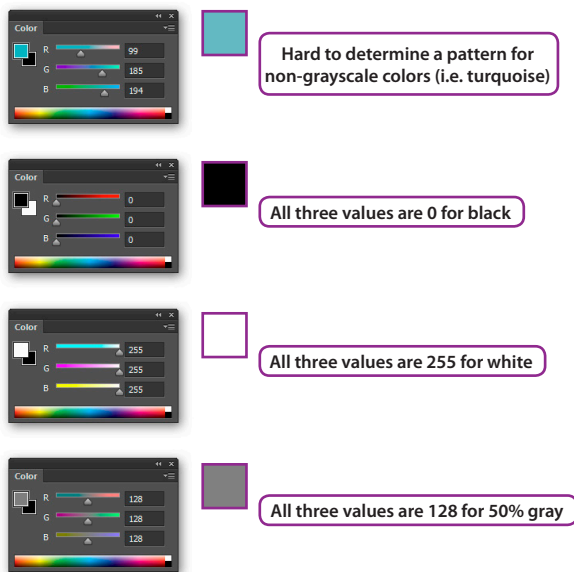 Color
R 99
G 185
B 194
Hard to determine a pattern for
non-grayscale colors (i.e. turquoise)
Color
R 0
G 0
B 0
All three values are 0 for black
Color
R 255
G 255
B 255
All three values are 255 for white
Color
R 128
G 128
B 128
All three values are 128 for 50% gray